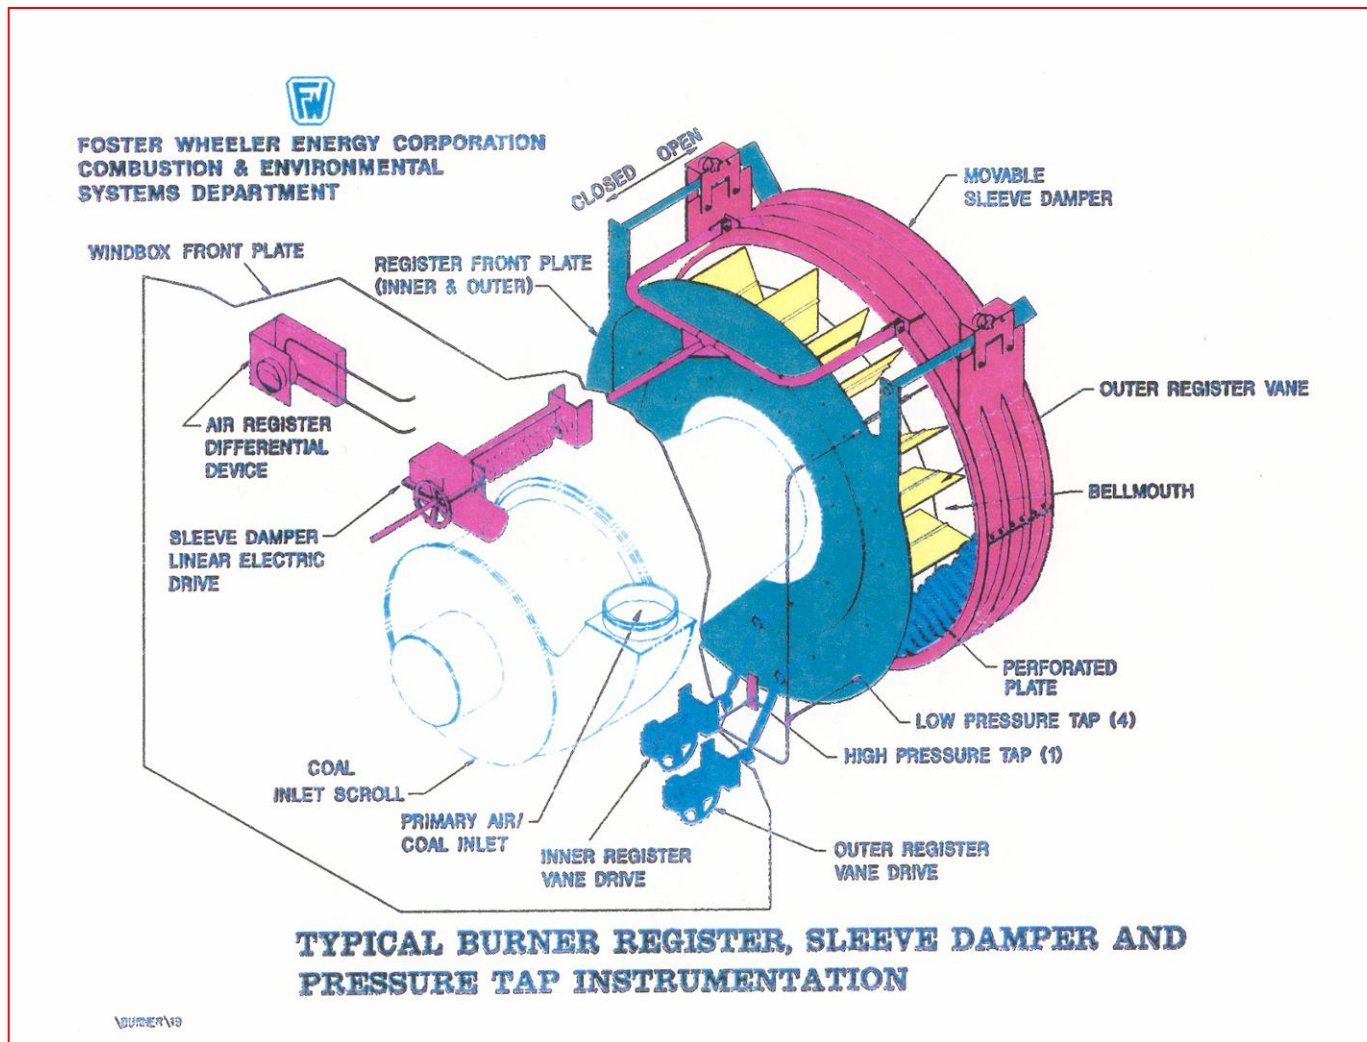 FW
FOSTER WHEELER ENERGY CORPORATION
COMBUSTION & ENVIRONMENTAL
SYSTEMS DEPARTMENT
CLOSED OPEN
MOVABLE
SLEEVE DAMPER
WINDBOX FRONT PLATE
REGISTER FRONT PLATE
(INNER & OUTER)
OUTER REGISTER VANE
AIR REGISTER
DIFFERENTIAL
DEVICE
BELLMOUTH
SLEEVE DAMPER
LINEAR ELECTRIC
DRIVE
PERFORATED
PLATE
LOW PRESSURE TAP (4)
HIGH PRESSURE TAP (1)
COAL
INLET SCROLL
PRIMARY AIR/
COAL INLET
INNER REGISTER
VANE DRIVE
OUTER REGISTER
VANE DRIVE
TYPICAL BURNER REGISTER, SLEEVE DAMPER AND
PRESSURE TAP INSTRUMENTATION
\BURNER\19